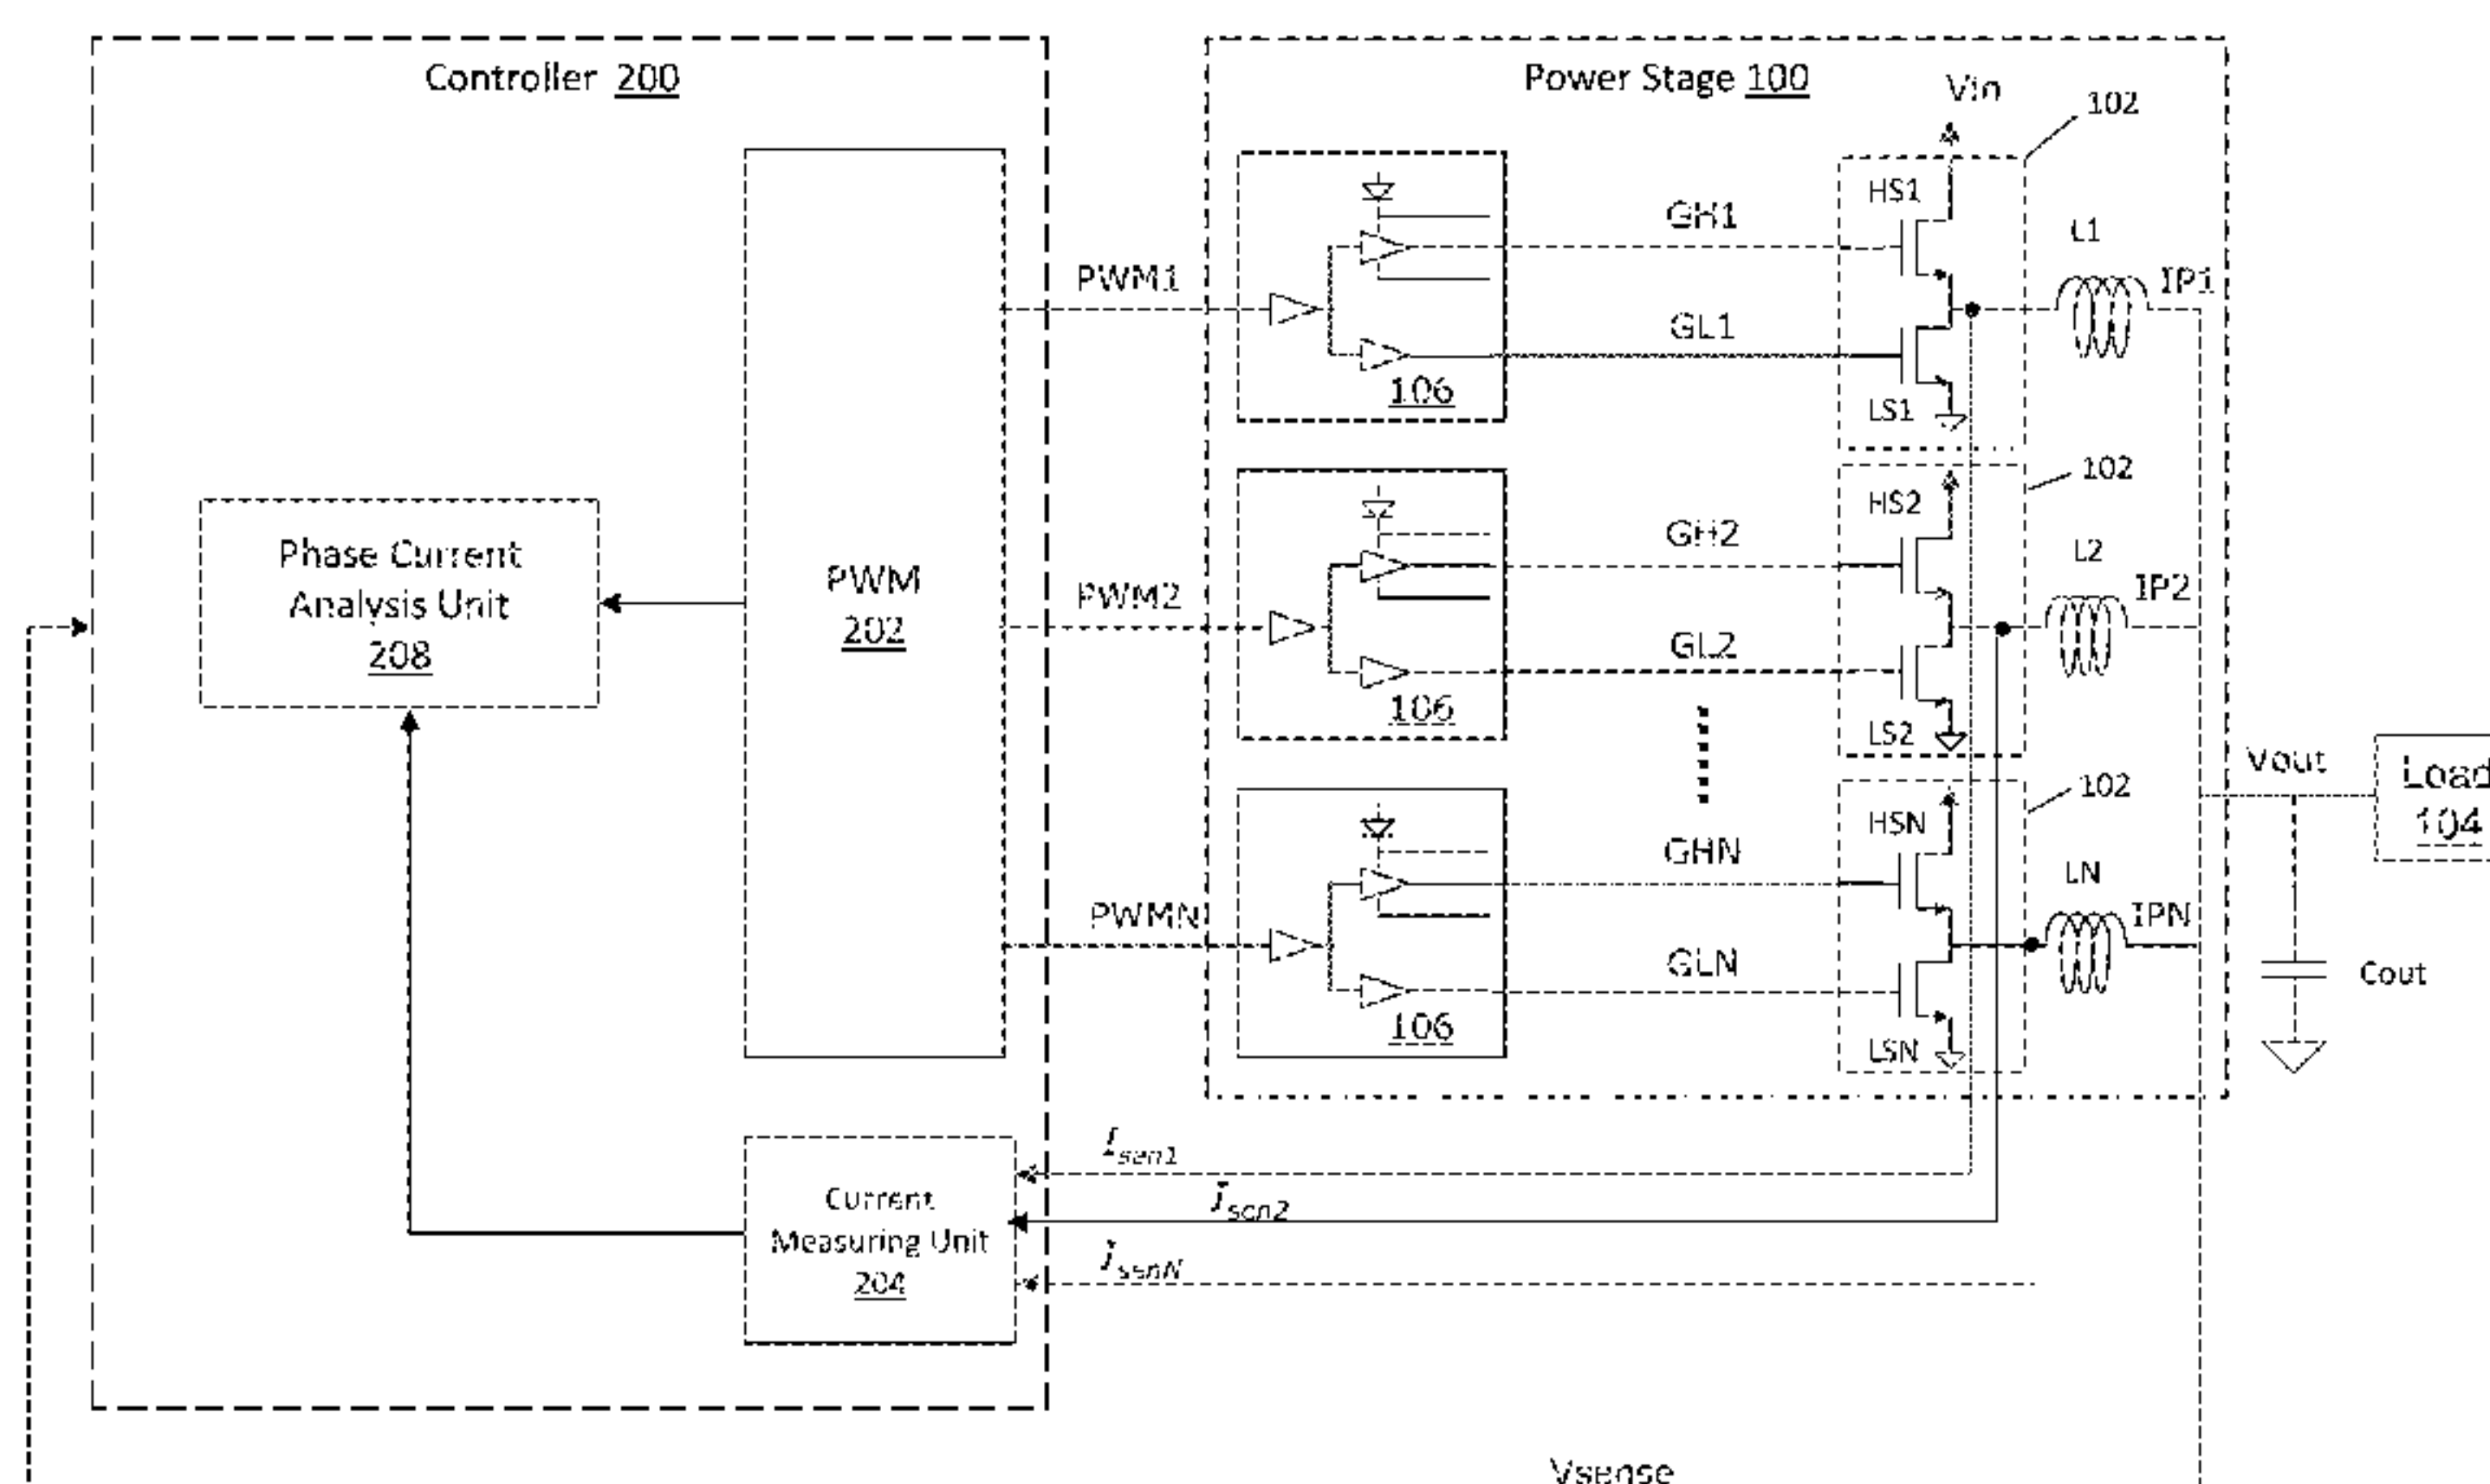 Controller 200
Power Stage 100
Vin
102
HS1
GH1
L1
IP1
PWM1
GL1
106
LS1
102
HS2
GH2
L2
IP2
Phase Current
Analysis Unit
208
PWM
202
PWM2
GL2
106
LS2
Vout
Load
104
102
HSN
GHN
LN
IPN
PWMN
GLN
Cout
106
LSN
Isen1
Isen2
IsenN
Current
Measuring Unit
204
Vsense